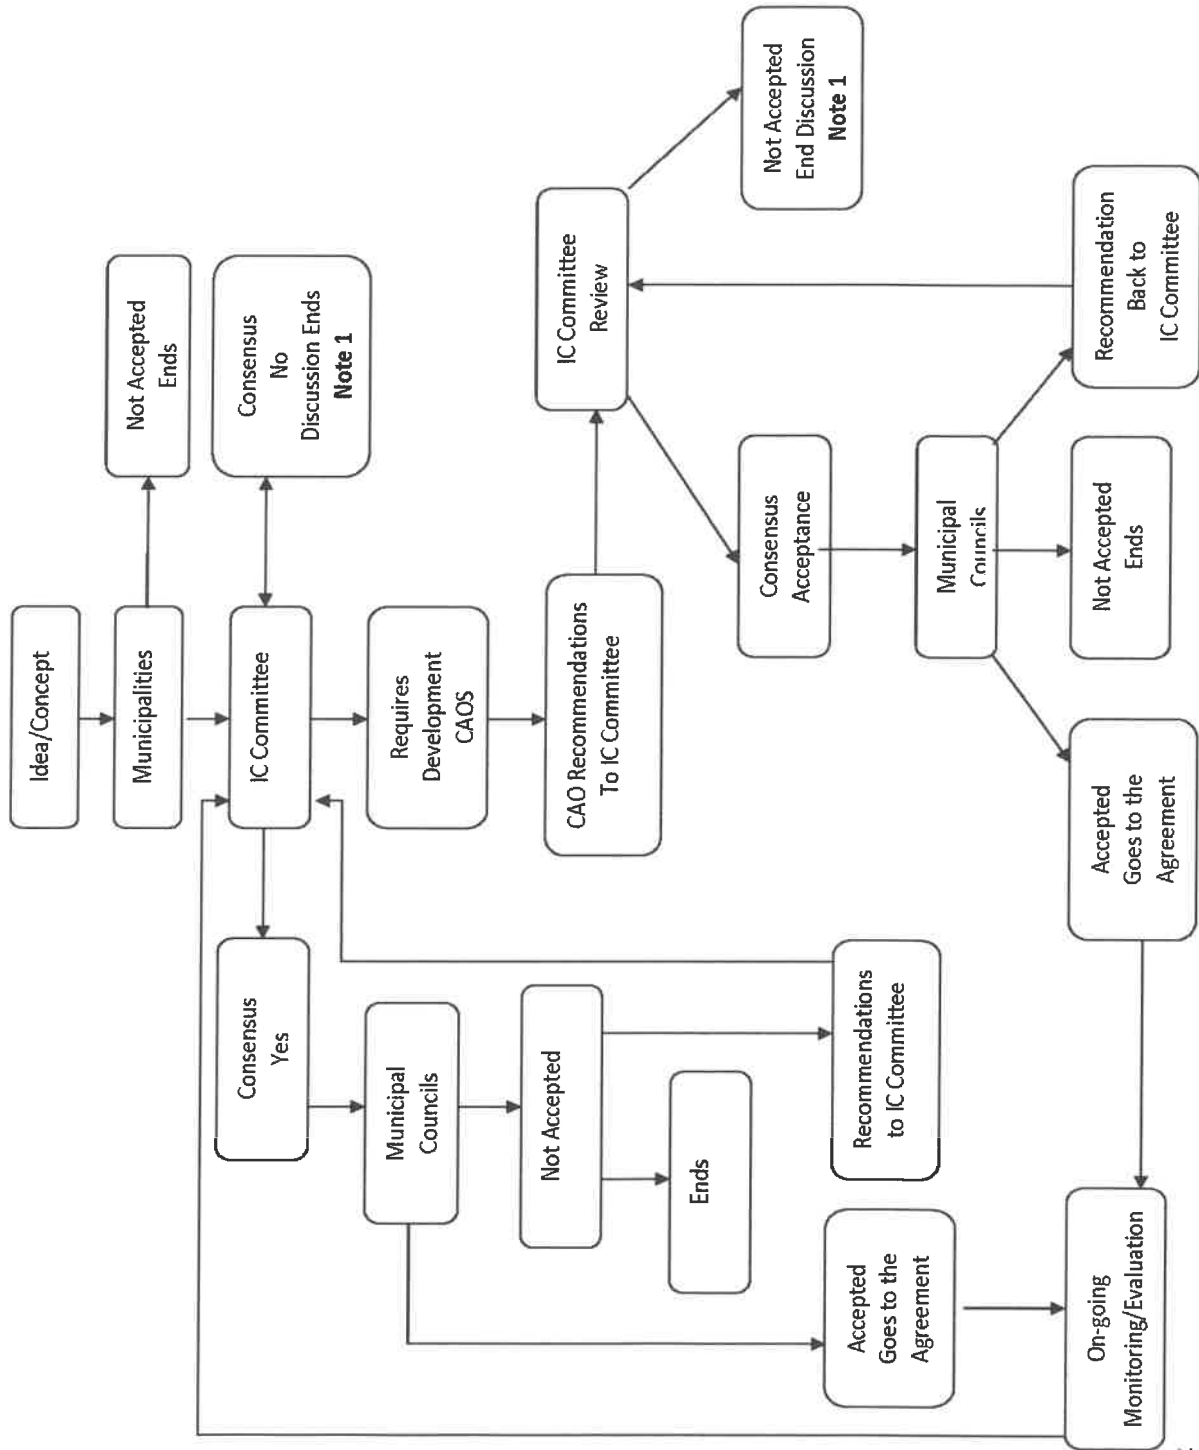 Idea/Concept
Municipalities
Not Accepted
Ends
IC Committee
Consensus
No
Discussion Ends
Note 1
Consensus
Yes
Requires
Development
CAOS
Municipal
Councils
CAO Recommendations
To IC Committee
IC Committee
Review
Not Accepted
Ends
Not Accepted
End Discussion
Note 1
Consensus
Acceptance
Recommendations
to IC Committee
Accepted
Goes to the
Agreement
Municipal
Councils
On-going
Monitoring/Evaluation
Accepted
Goes to the
Agreement
Not Accepted
Ends
Recommendation
Back to
IC Committee